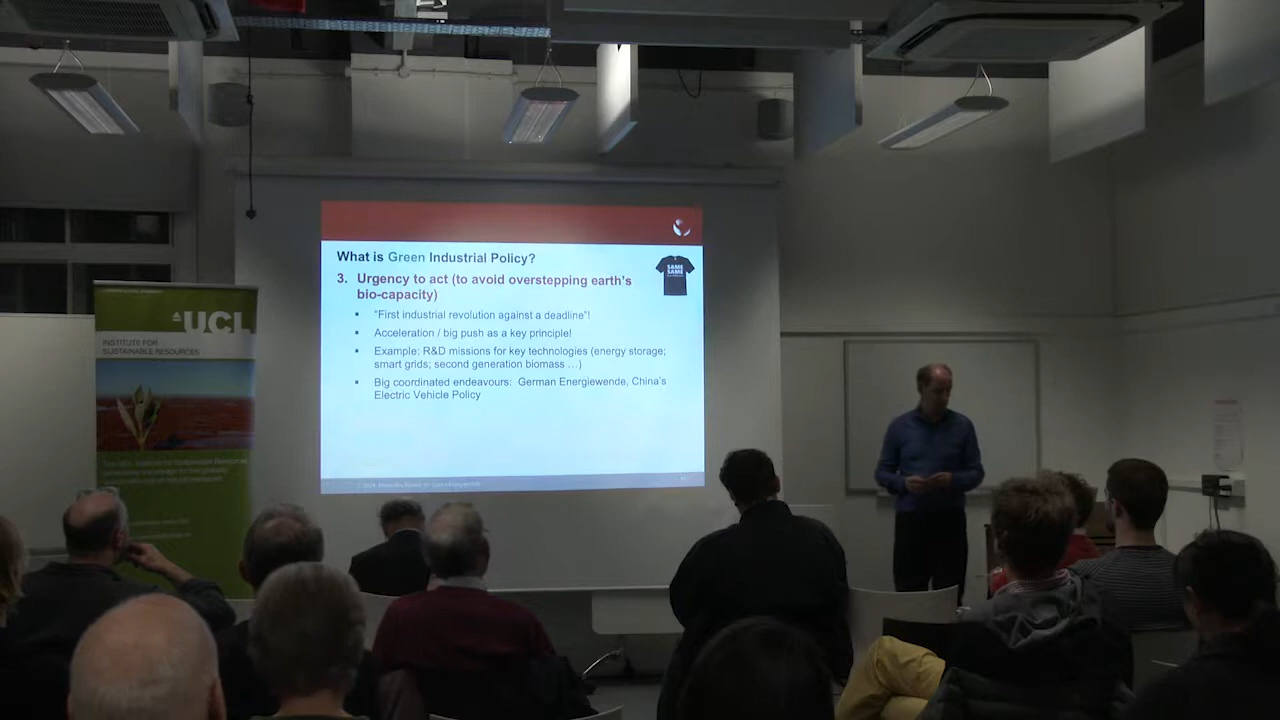 What is Green Industrial Policy?
3. Urgency to act (to avoid overstepping earth's
bio-capacity)
▪ "First industrial revolution against a deadline"!
▪ Acceleration / big push as a key principle!
▪ Example: R&D missions for key technologies (energy storage;
smart grids; second generation biomass …)
▪ Big coordinated endeavours: German Energiewende, China's
Electric Vehicle Policy
SAME
SAME
UCL
INSTITUTE FOR
SUSTAINABLE RESOURCES